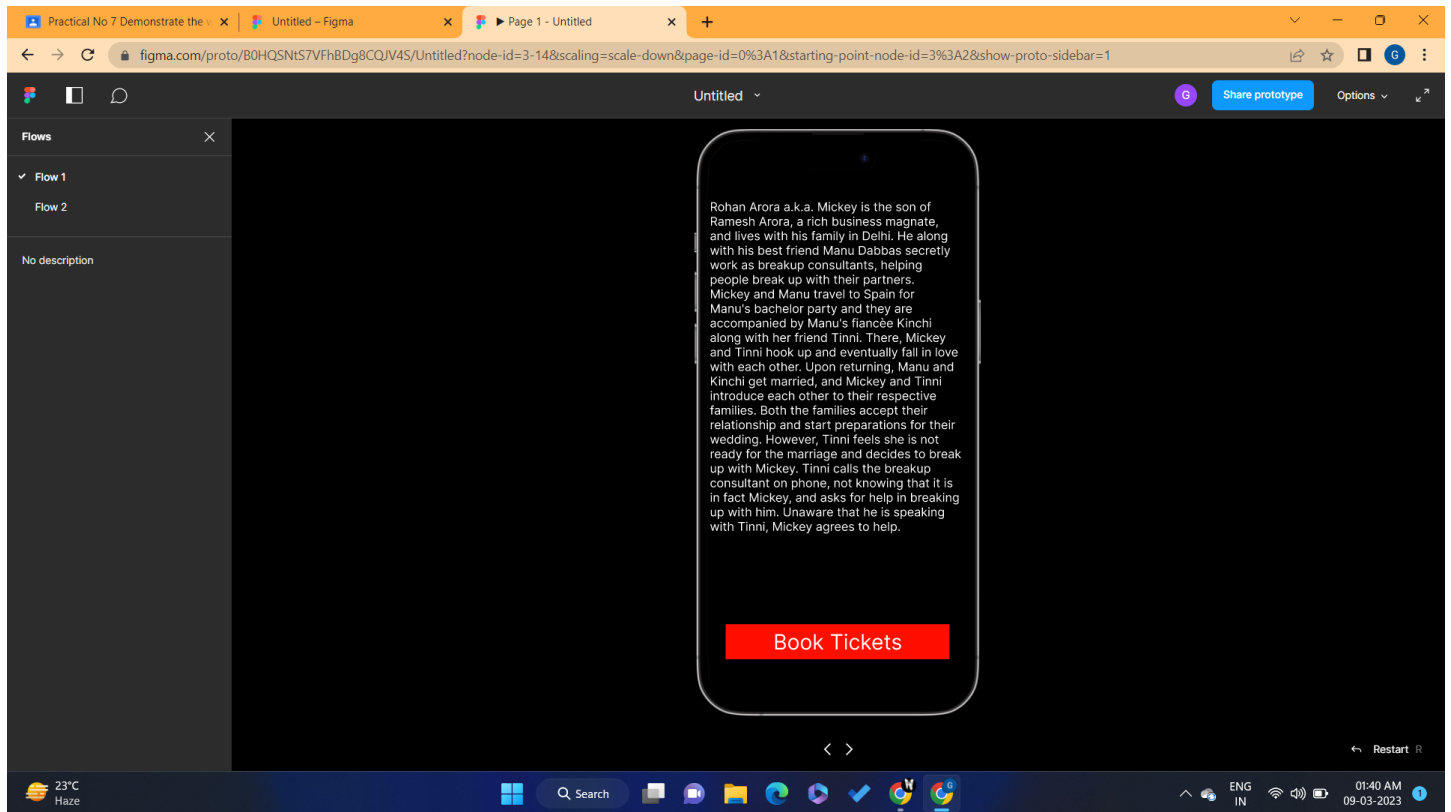 Practical No 7 Demonstrate the w
Untitled – Figma
Page 1 - Untitled
figma.com/proto/B0HQSNtS7VFhBDg8CQJV4S/Untitled?node-id=3-14&scaling=scale-down&page-id=0%3A1&starting-point-node-id=3%3A2&show-proto-sidebar=1
G
Untitled
G
Share prototype
Options
Flows
Flow 1
Flow 2
No description
Rohan Arora a.k.a. Mickey is the son of
Ramesh Arora, a rich business magnate,
and lives with his family in Delhi. He along
with his best friend Manu Dabbas secretly
work as breakup consultants, helping
people break up with their partners.
Mickey and Manu travel to Spain for
Manu's bachelor party and they are
accompanied by Manu's fiancèe Kinchi
along with her friend Tinni. There, Mickey
and Tinni hook up and eventually fall in love
with each other. Upon returning, Manu and
Kinchi get married, and Mickey and Tinni
introduce each other to their respective
families. Both the families accept their
relationship and start preparations for their
wedding. However, Tinni feels she is not
ready for the marriage and decides to break
up with Mickey. Tinni calls the breakup
consultant on phone, not knowing that it is
in fact Mickey, and asks for help in breaking
up with him. Unaware that he is speaking
with Tinni, Mickey agrees to help.
Book Tickets
Restart R
23°C
Haze
Search
W
G
ENG
IN
01:40 AM
09-03-2023
1